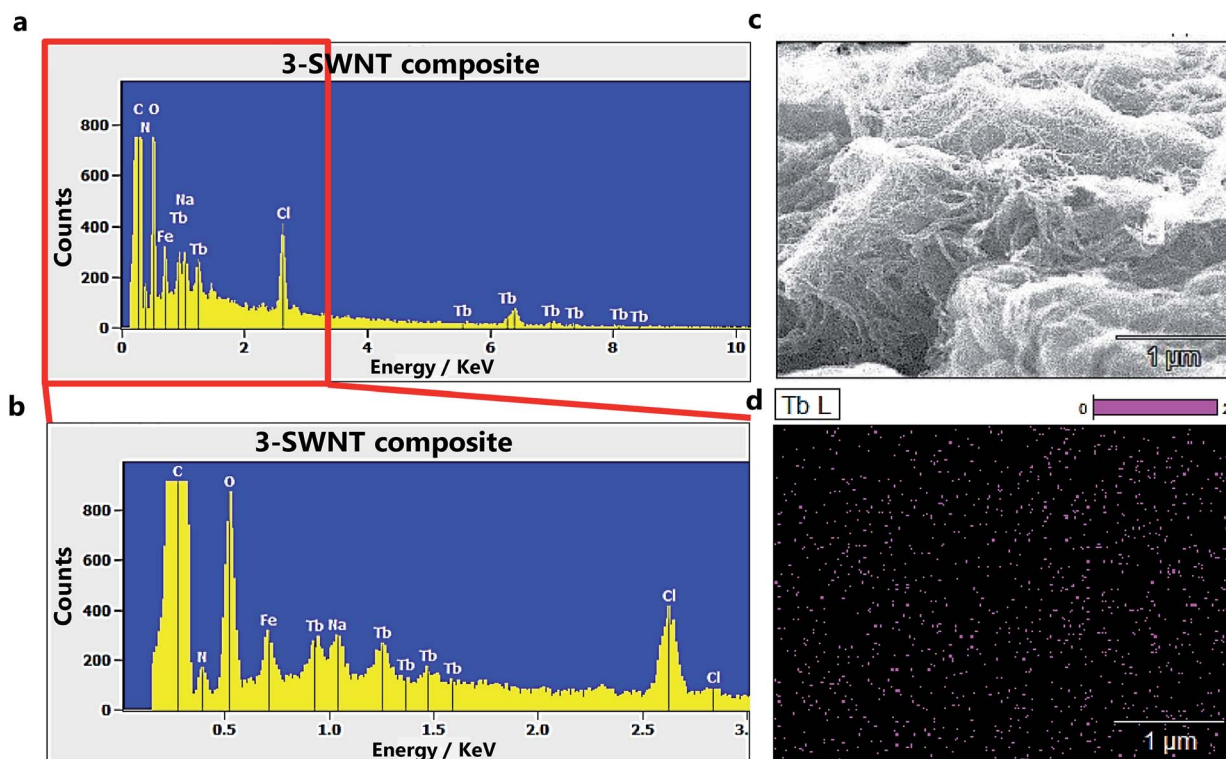 a
3-SWNT composite
Counts
800
600
400
200
0
C
N
O
Fe
Tb
Na
Tb
Cl
Tb
Tb
Tb
Tb
Tb
Tb
0
2
4
6
8
10
Energy / KeV
b
3-SWNT composite
Counts
800
600
400
200
0
C
N
O
Fe
Tb
Na
Tb
Tb
Tb
Tb
Cl
Cl
0.5
1.0
1.5
2.0
2.5
3.
Energy / KeV
c
1 μm
d
Tb L
0
1 μm